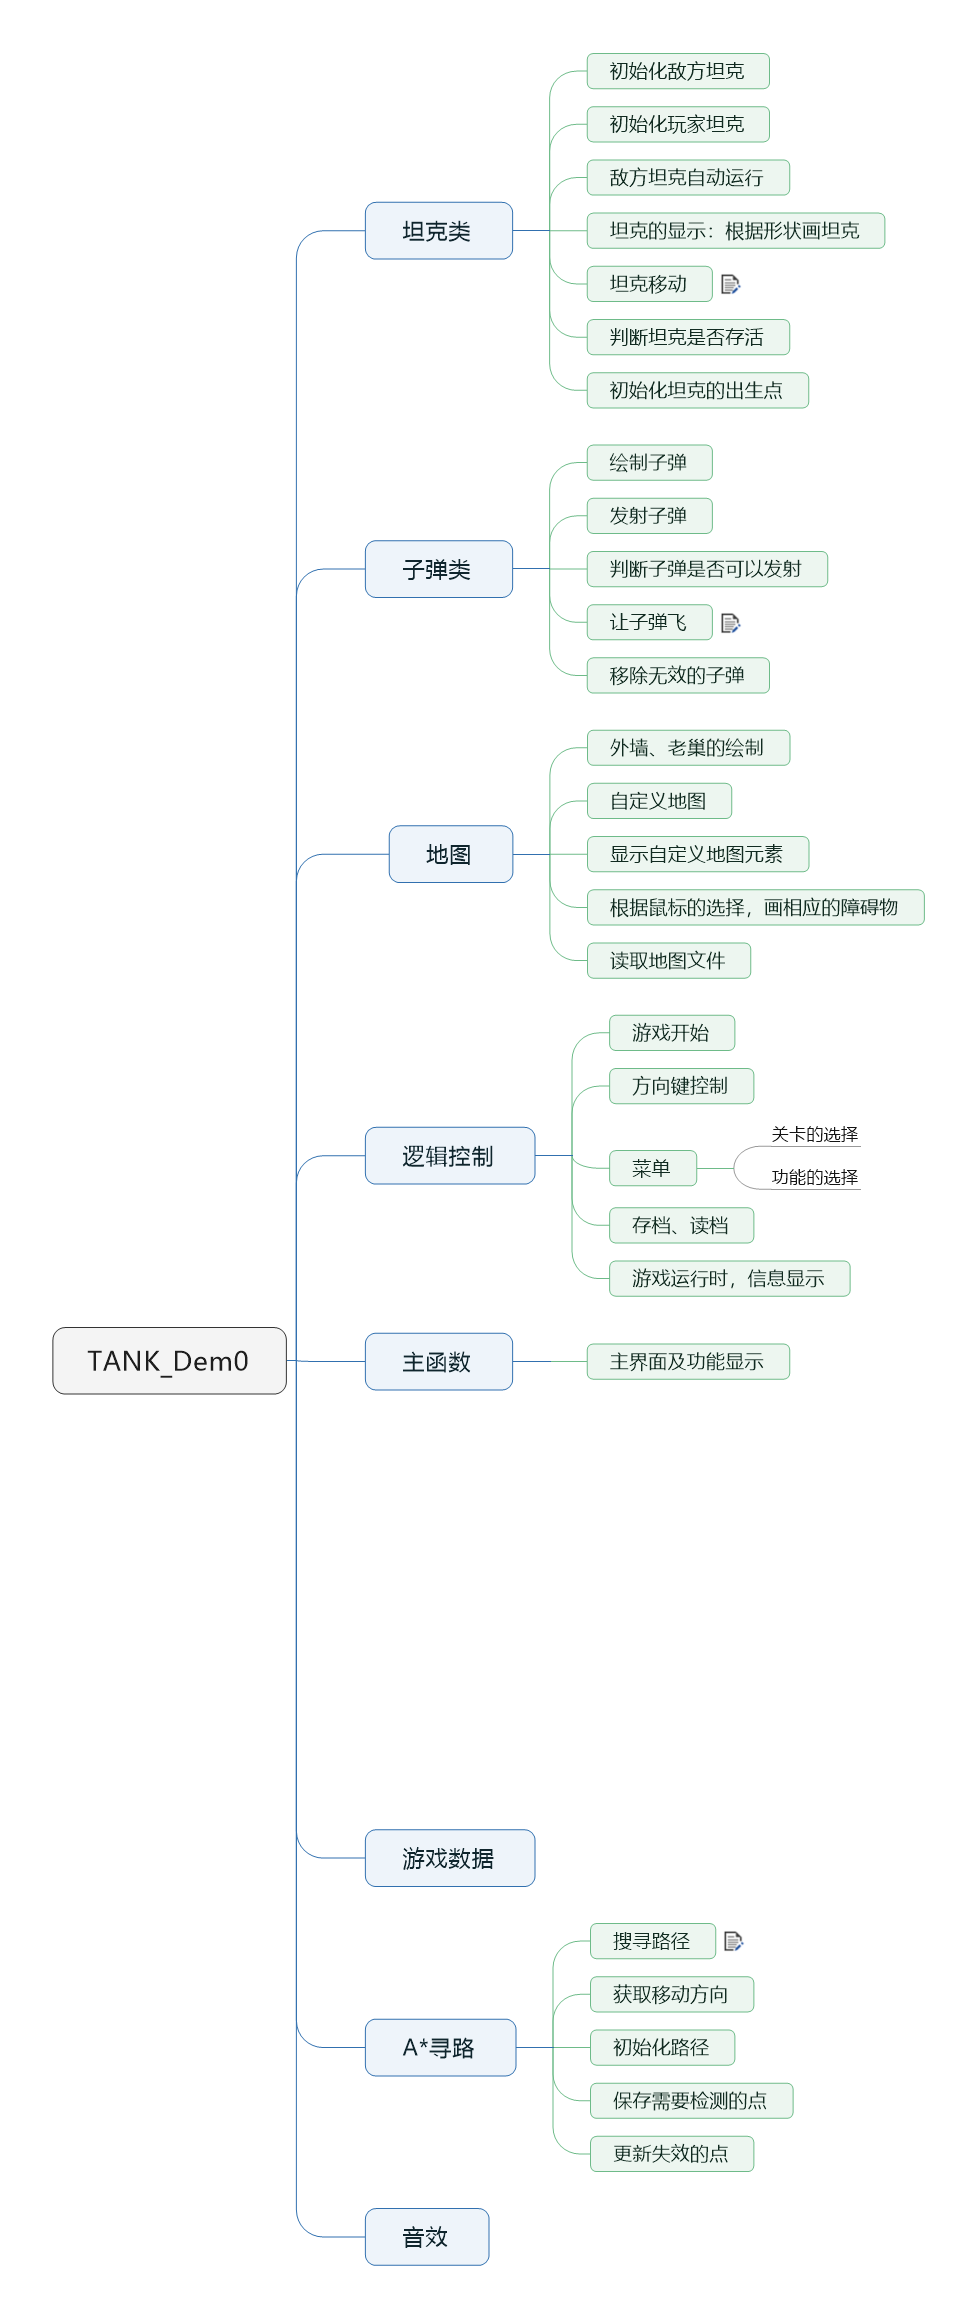 初始化敌方坦克
初始化玩家坦克
敌方坦克自动运行
坦克类
坦克的显示：根据形状画坦克
坦克移动
判断坦克是否存活
初始化坦克的出生点
绘制子弹
发射子弹
子弹类
判断子弹是否可以发射
让子弹飞
移除无效的子弹
外墙、老巢的绘制
自定义地图
地图
显示自定义地图元素
根据鼠标的选择，画相应的障碍物
读取地图文件
游戏开始
方向键控制
关卡的选择
逻辑控制
菜单
功能的选择
存档、读档
游戏运行时，信息显示
TANK_Dem0
主函数
主界面及功能显示
游戏数据
搜寻路径
获取移动方向
A*寻路
初始化路径
保存需要检测的点
更新失效的点
音效